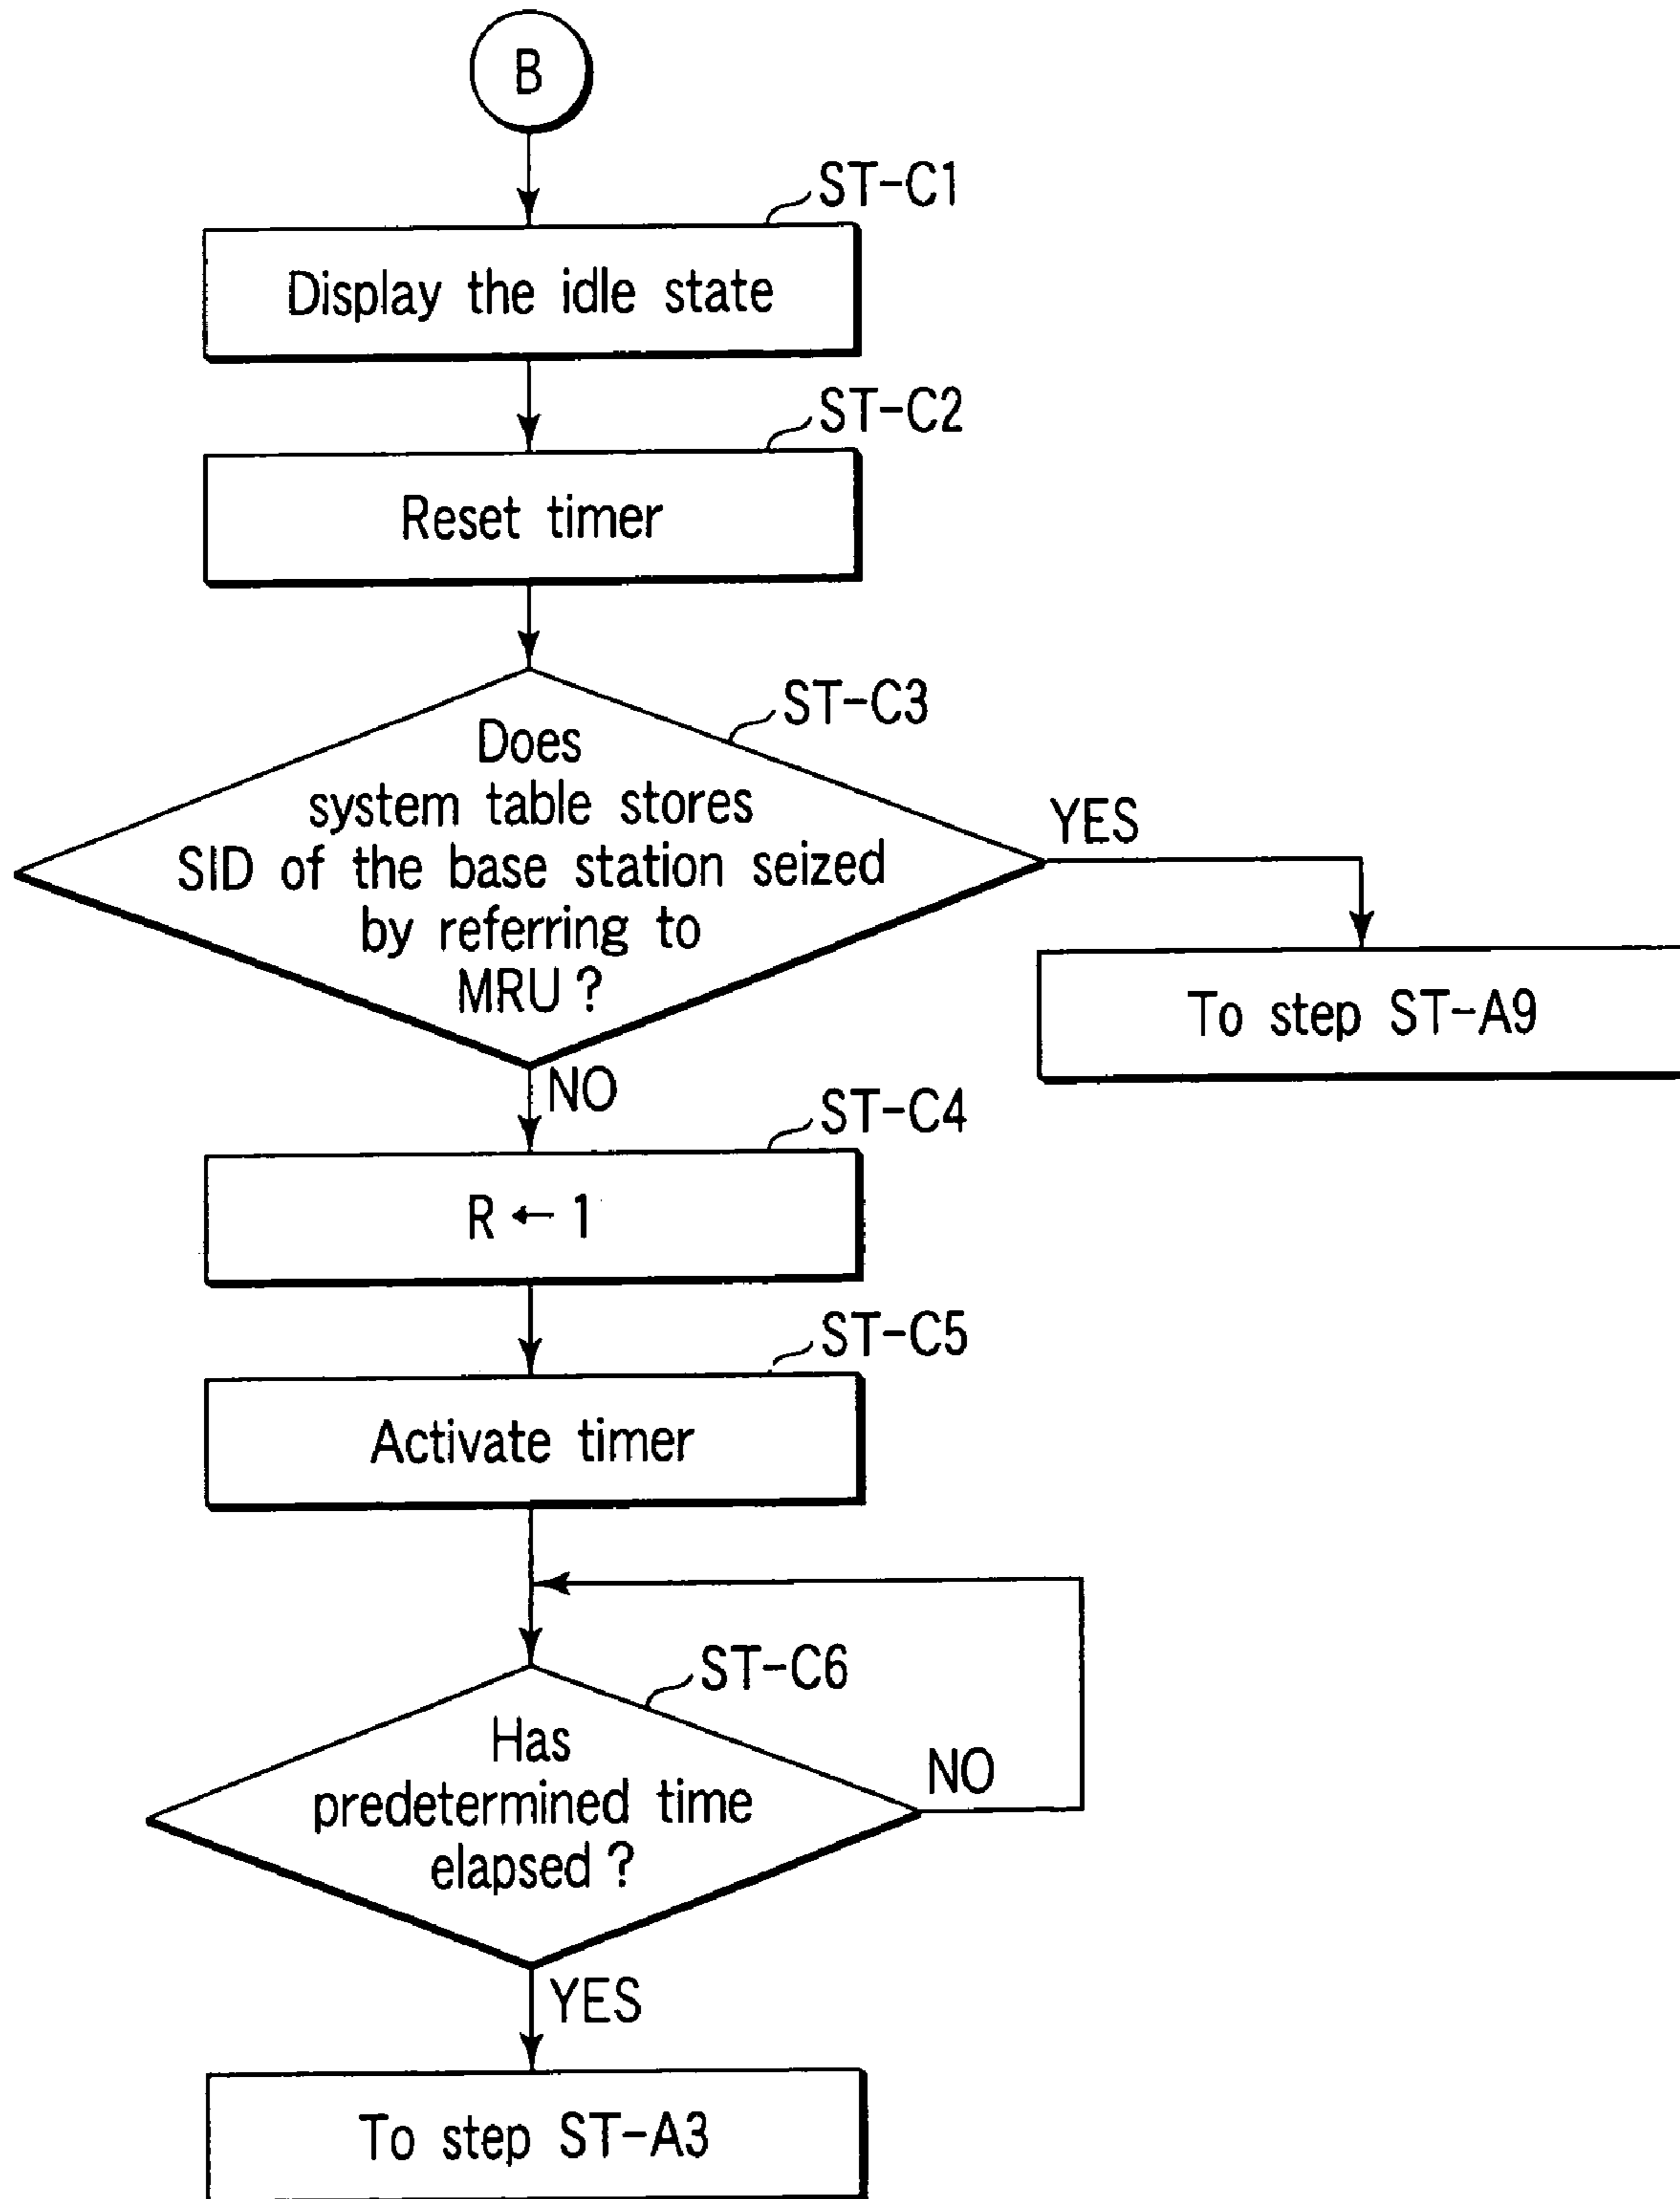 B
ST-C1
Display the idle state
ST-C2
Reset timer
ST-C3
Does
system table stores
SID of the base station seized
by referring to
MRU ?
YES
To step ST-A9
NO
ST-C4
R ← 1
ST-C5
Activate timer
ST-C6
Has
predetermined time
elapsed ?
NO
YES
To step ST-A3